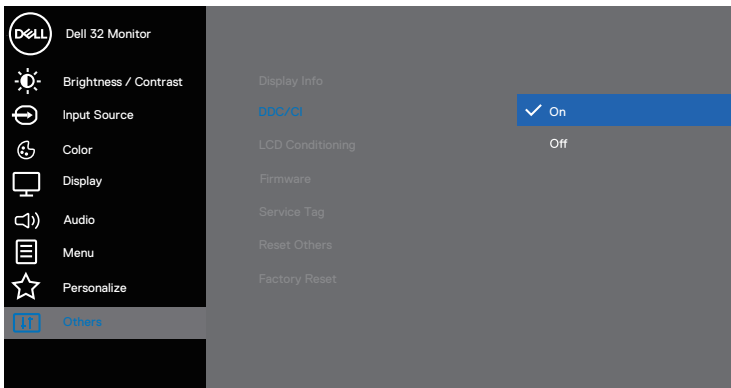 DELL
Dell 32 Monitor
Brightness / Contrast
Input Source
Color
Display
Audio
Menu
Personalize
Others
Display Info
DDC/CI
LCD Conditioning
Firmware
Service Tag
Reset Others
Factory Reset
On
Off